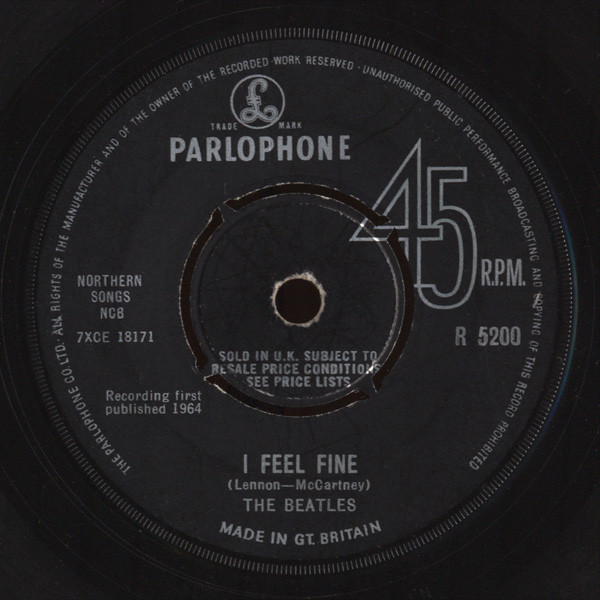 THE PARLOPHONE CO.LTD. ALL RIGHTS OF THE MANUFACTURER AND OF THE OWNER OF THE RECORDED WORK RESERVED · UNAUTHORISED PUBLIC PERFORMANCE BROADCASTING AND COPYING OF THIS RECORD PROHIBITED
£
TRADE MARK
PARLOPHONE
45
R.P.M.
NORTHERN
SONGS
NCB
7XCE 18171
R 5200
SOLD IN U.K. SUBJECT TO
RESALE PRICE CONDITIONS
SEE PRICE LISTS
Recording first
published 1964
I FEEL FINE
(Lennon—McCartney)
THE BEATLES
MADE IN GT. BRITAIN